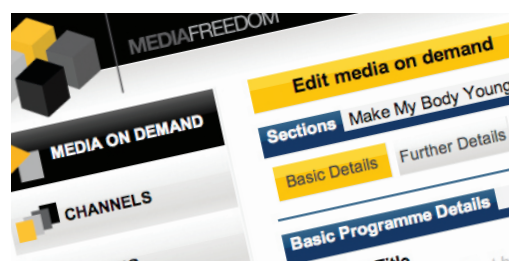 MEDIAFREEDOM
MEDIA ON DEMAND
CHANNELS
Edit media on demand
Sections Make My Body Young
Basic Details Further Details
Basic Programme Details
Title